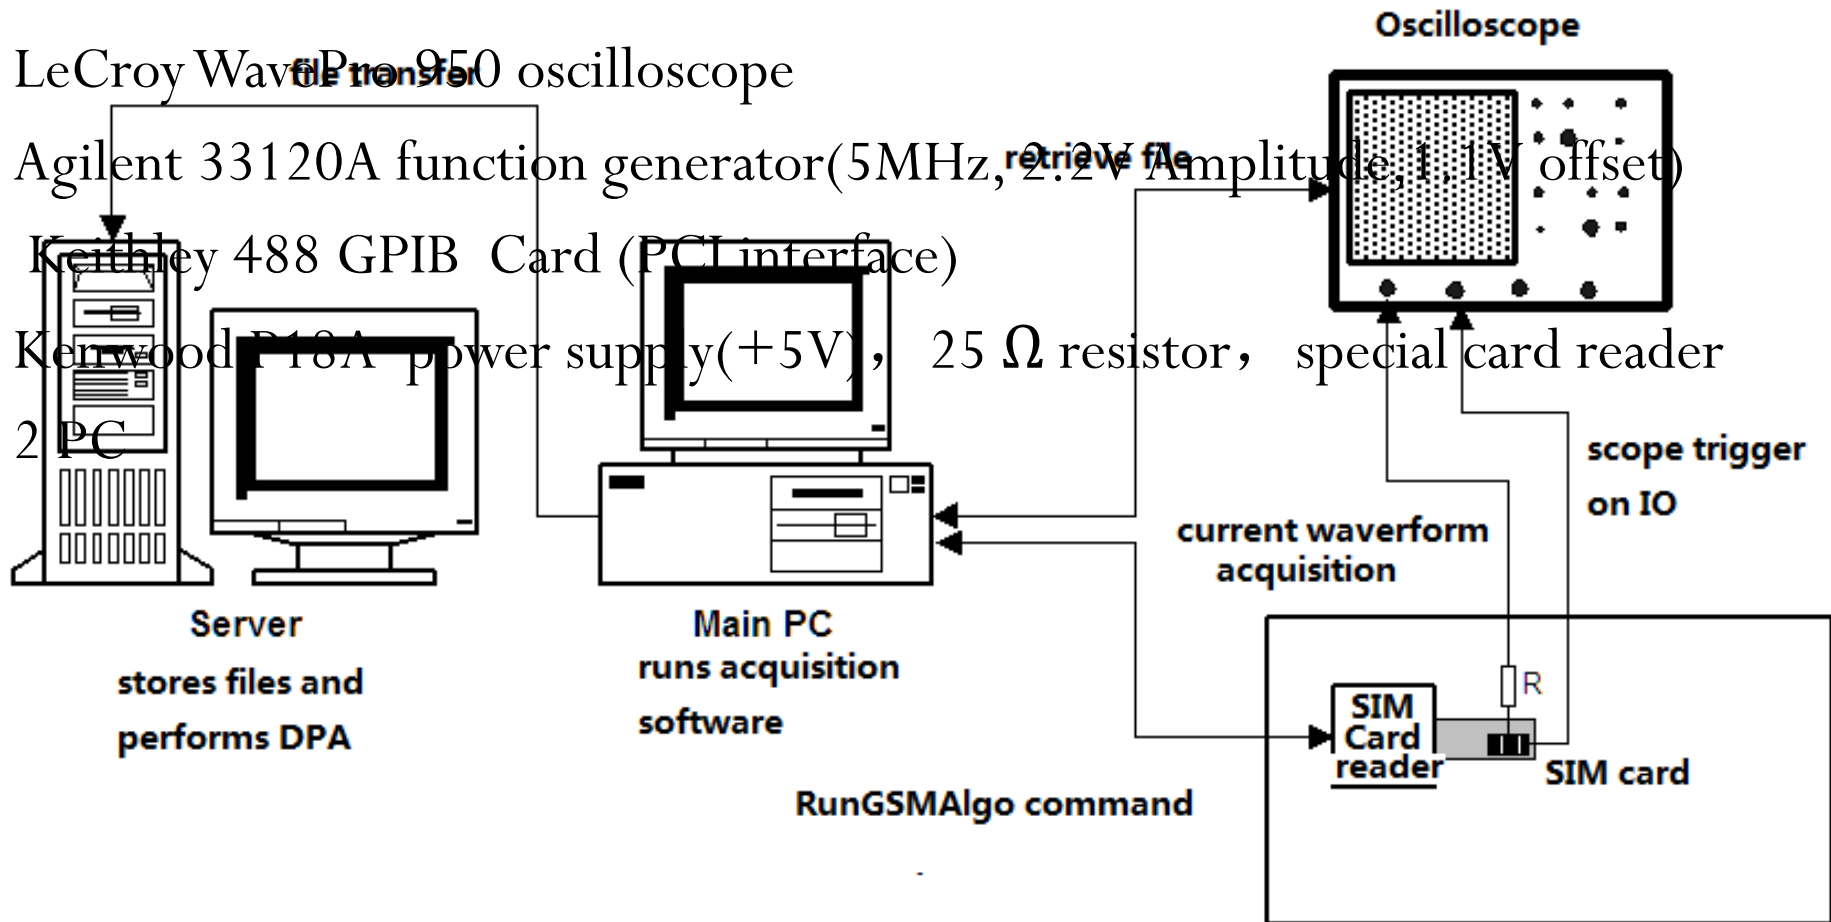 Oscilloscope
LeCroy WavePro 950 oscilloscope
file transfer
Agilent 33120A function generator(5MHz, 2.2V Amplitude,1.1V offset)
retrieve file
Keithley 488 GPIB Card (PCI interface)
Kenwood P18A power supply(+5V)， 25 Ω resistor， special card reader
2 PC
scope trigger
on IO
current waverform
acquisition
Server
stores files and
performs DPA
Main PC
runs acquisition
software
R
SIM
Card
reader
SIM card
RunGSMAlgo command